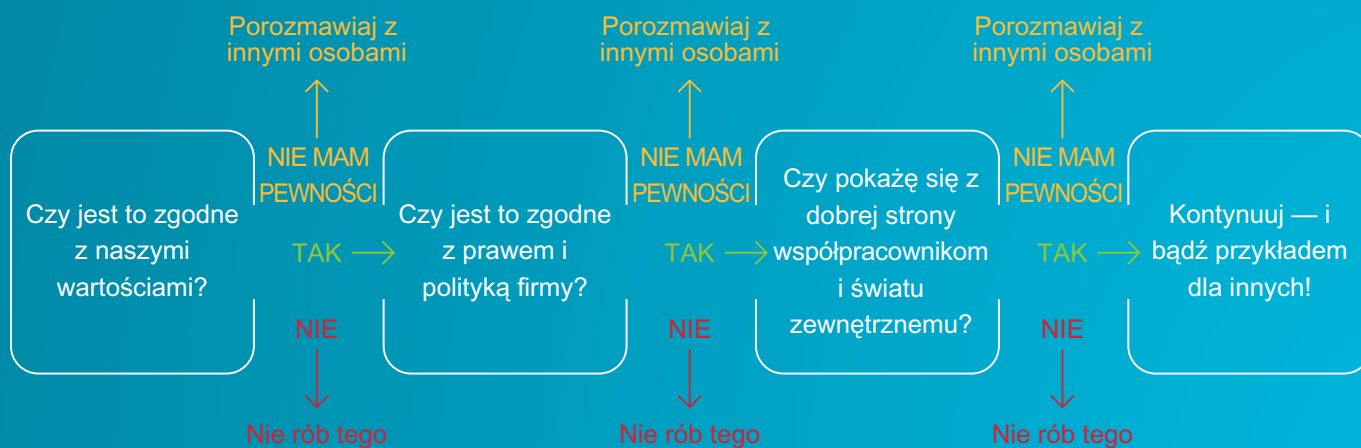 Porozmawiaj z
innymi osobami
Porozmawiaj z
innymi osobami
Porozmawiaj z
innymi osobami
Czy jest to zgodne
z naszymi
wartościami?
NIE MAM
PEWNOŚCI
TAK
NIE
Nie rób tego
Czy jest to zgodne
z prawem i
polityką firmy?
NIE MAM
PEWNOŚCI
TAK
NIE
Nie rób tego
Czy pokażę się z
dobrej strony
współpracownikom
i światu
zewnętrznemu?
NIE MAM
PEWNOŚCI
TAK
NIE
Nie rób tego
Kontynuuj — i
bądź przykładem
dla innych!